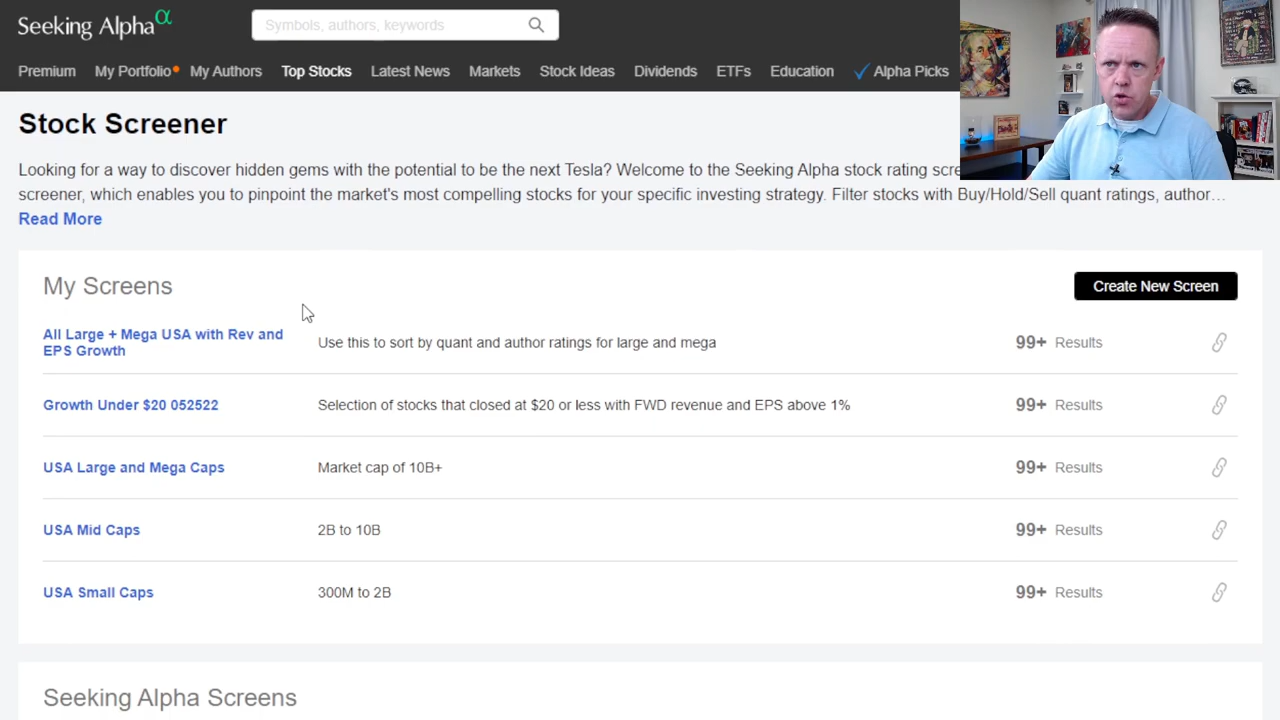 Seeking Alphaα
Symbols, authors, keywords
Premium My Portfolio My Authors Top Stocks Latest News Markets Stock Ideas Dividends ETFs Education Alpha Picks
Stock Screener
Looking for a way to discover hidden gems with the potential to be the next Tesla? Welcome to the Seeking Alpha stock rating
screener, which enables you to pinpoint the market's most compelling stocks for your specific investing strategy. Filter stocks with Buy/Hold/Sell quant ratings, author…
Read More
My Screens
Create New Screen
All Large + Mega USA with Rev and
EPS Growth
Use this to sort by quant and author ratings for large and mega
99+ Results
Growth Under $20 052522
Selection of stocks that closed at $20 or less with FWD revenue and EPS above 1%
99+ Results
USA Large and Mega Caps
Market cap of 10B+
99+ Results
USA Mid Caps
2B to 10B
99+ Results
USA Small Caps
300M to 2B
99+ Results
Seeking Alpha Screens